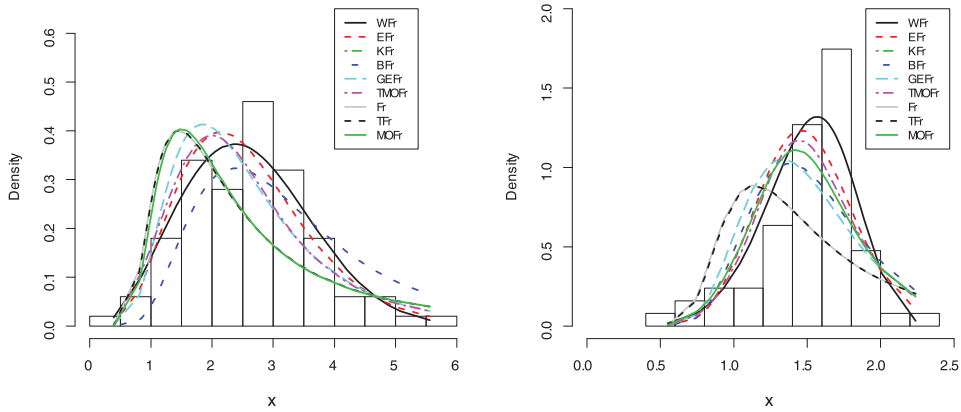 WFr
EFr
KFr
BFr
GEFr
TMOFr
Fr
TFr
MOFr
Density
0.0 0.1 0.2 0.3 0.4 0.5 0.6
0 1 2 3 4 5 6
x
WFr
EFr
KFr
BFr
GEFr
TMOFr
Fr
TFr
MOFr
Density
0.0 0.5 1.0 1.5 2.0
0.0 0.5 1.0 1.5 2.0 2.5
x